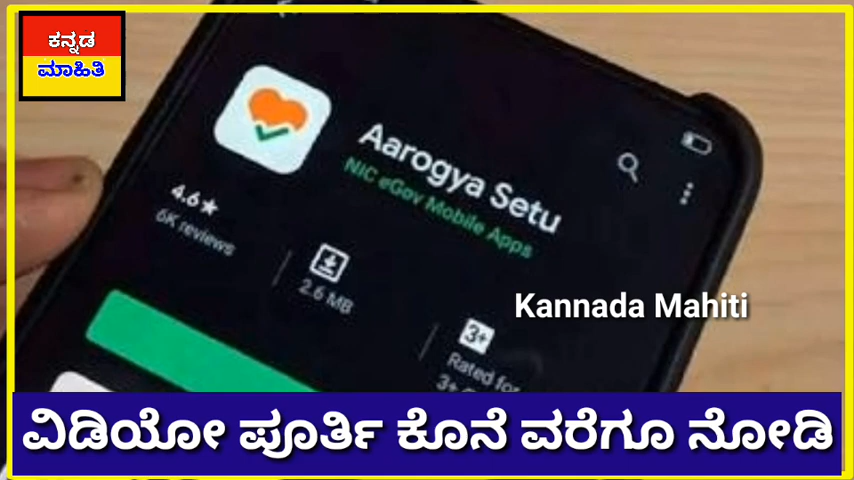 ಕನ್ನಡ
ಮಾಹಿತಿ
Aarogya Setu
NIC eGov Mobile Apps
4.6★
6K reviews
2.6 MB
3+
Rated for
3+
Kannada Mahiti
ವಿಡಿಯೋ ಪೂರ್ತಿ ಕೊನೆ ವರೆಗೂ ನೋಡಿ